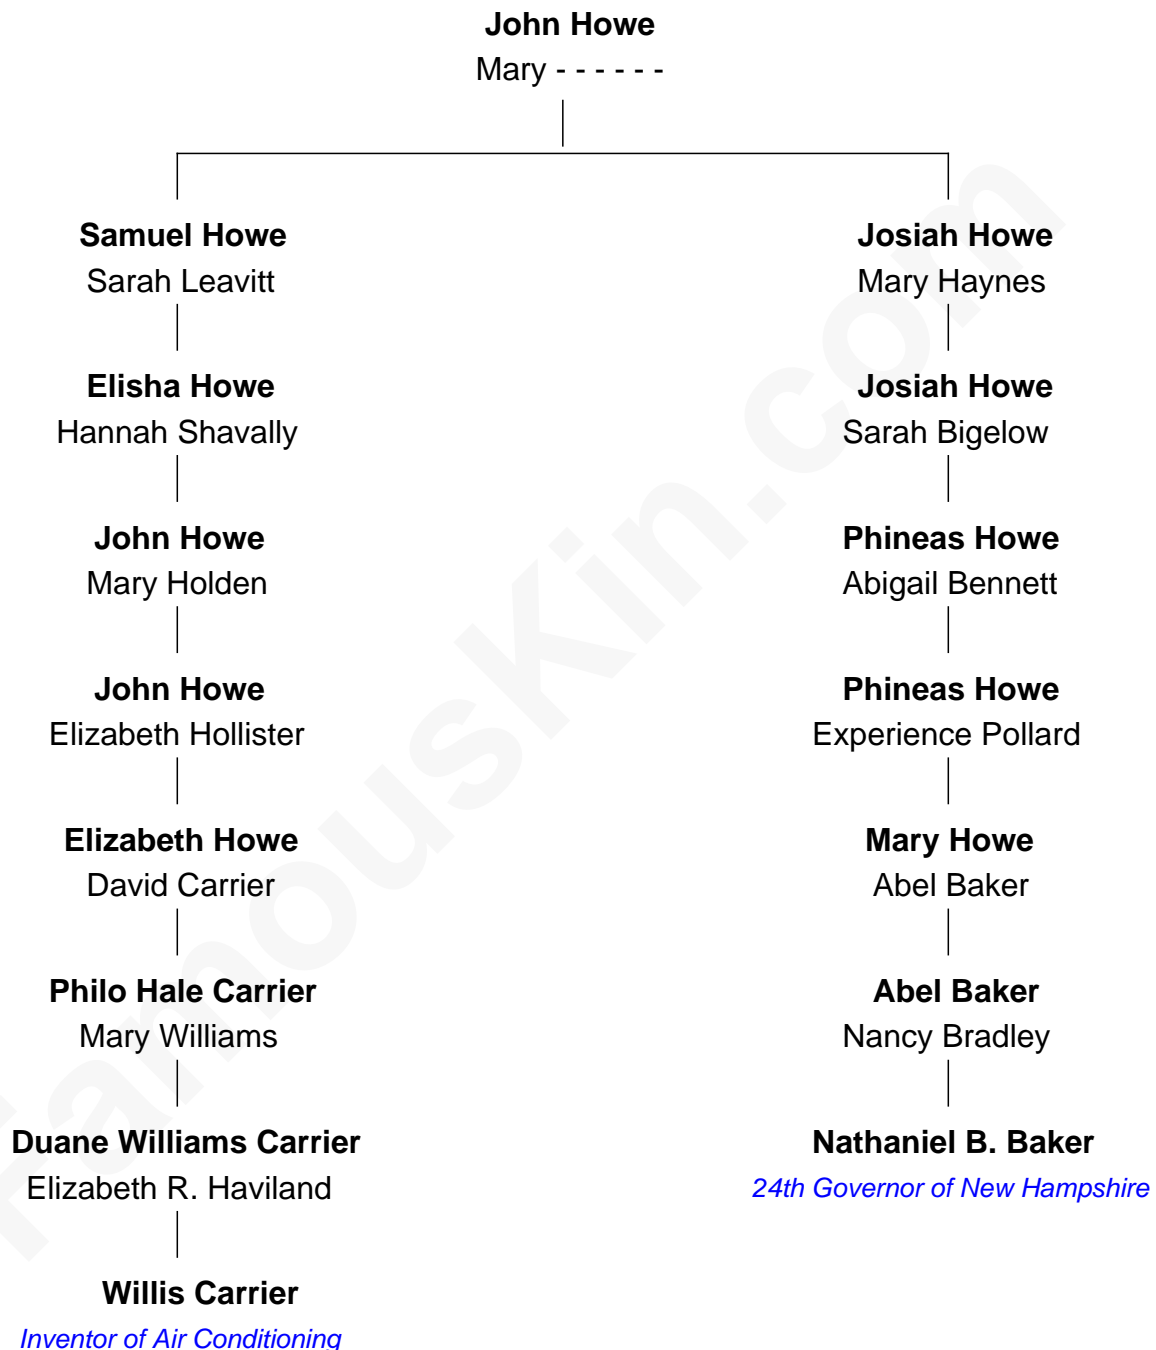 John Howe
Mary - - - - - -
Samuel Howe
Sarah Leavitt
Josiah Howe
Mary Haynes
Elisha Howe
Hannah Shavally
Josiah Howe
Sarah Bigelow
John Howe
Mary Holden
Phineas Howe
Abigail Bennett
John Howe
Elizabeth Hollister
Phineas Howe
Experience Pollard
Elizabeth Howe
David Carrier
Mary Howe
Abel Baker
Philo Hale Carrier
Mary Williams
Abel Baker
Nancy Bradley
Duane Williams Carrier
Elizabeth R. Haviland
Nathaniel B. Baker
24th Governor of New Hampshire
Willis Carrier
Inventor of Air Conditioning
FamousKin.com